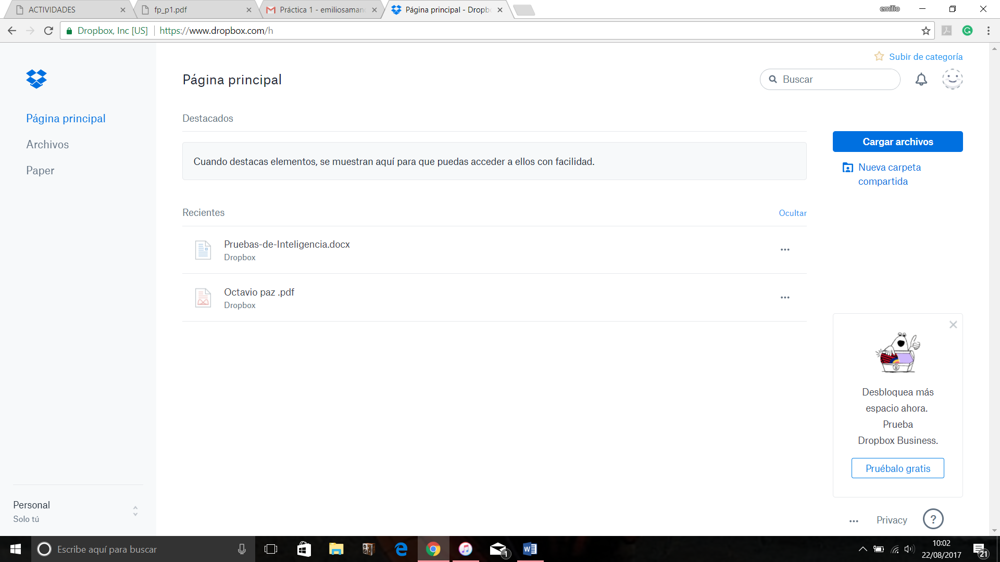 ACTIVIDADES
fp_p1.pdf
Práctica 1 - emiliosaman
Página principal - Dropb
emilio
Dropbox, Inc [US]
https://www.dropbox.com/h
Subir de categoría
Página principal
Buscar
Página principal
Archivos
Paper
Destacados
Cuando destacas elementos, se muestran aquí para que puedas acceder a ellos con facilidad.
Cargar archivos
Nueva carpeta
compartida
Recientes
Ocultar
Pruebas-de-Inteligencia.docx
Dropbox
Octavio paz .pdf
Dropbox
Desbloquea más
espacio ahora.
Prueba
Dropbox Business.
Pruébalo gratis
Personal
Solo tú
Privacy
?
Escribe aquí para buscar
1
10:02
22/08/2017
21